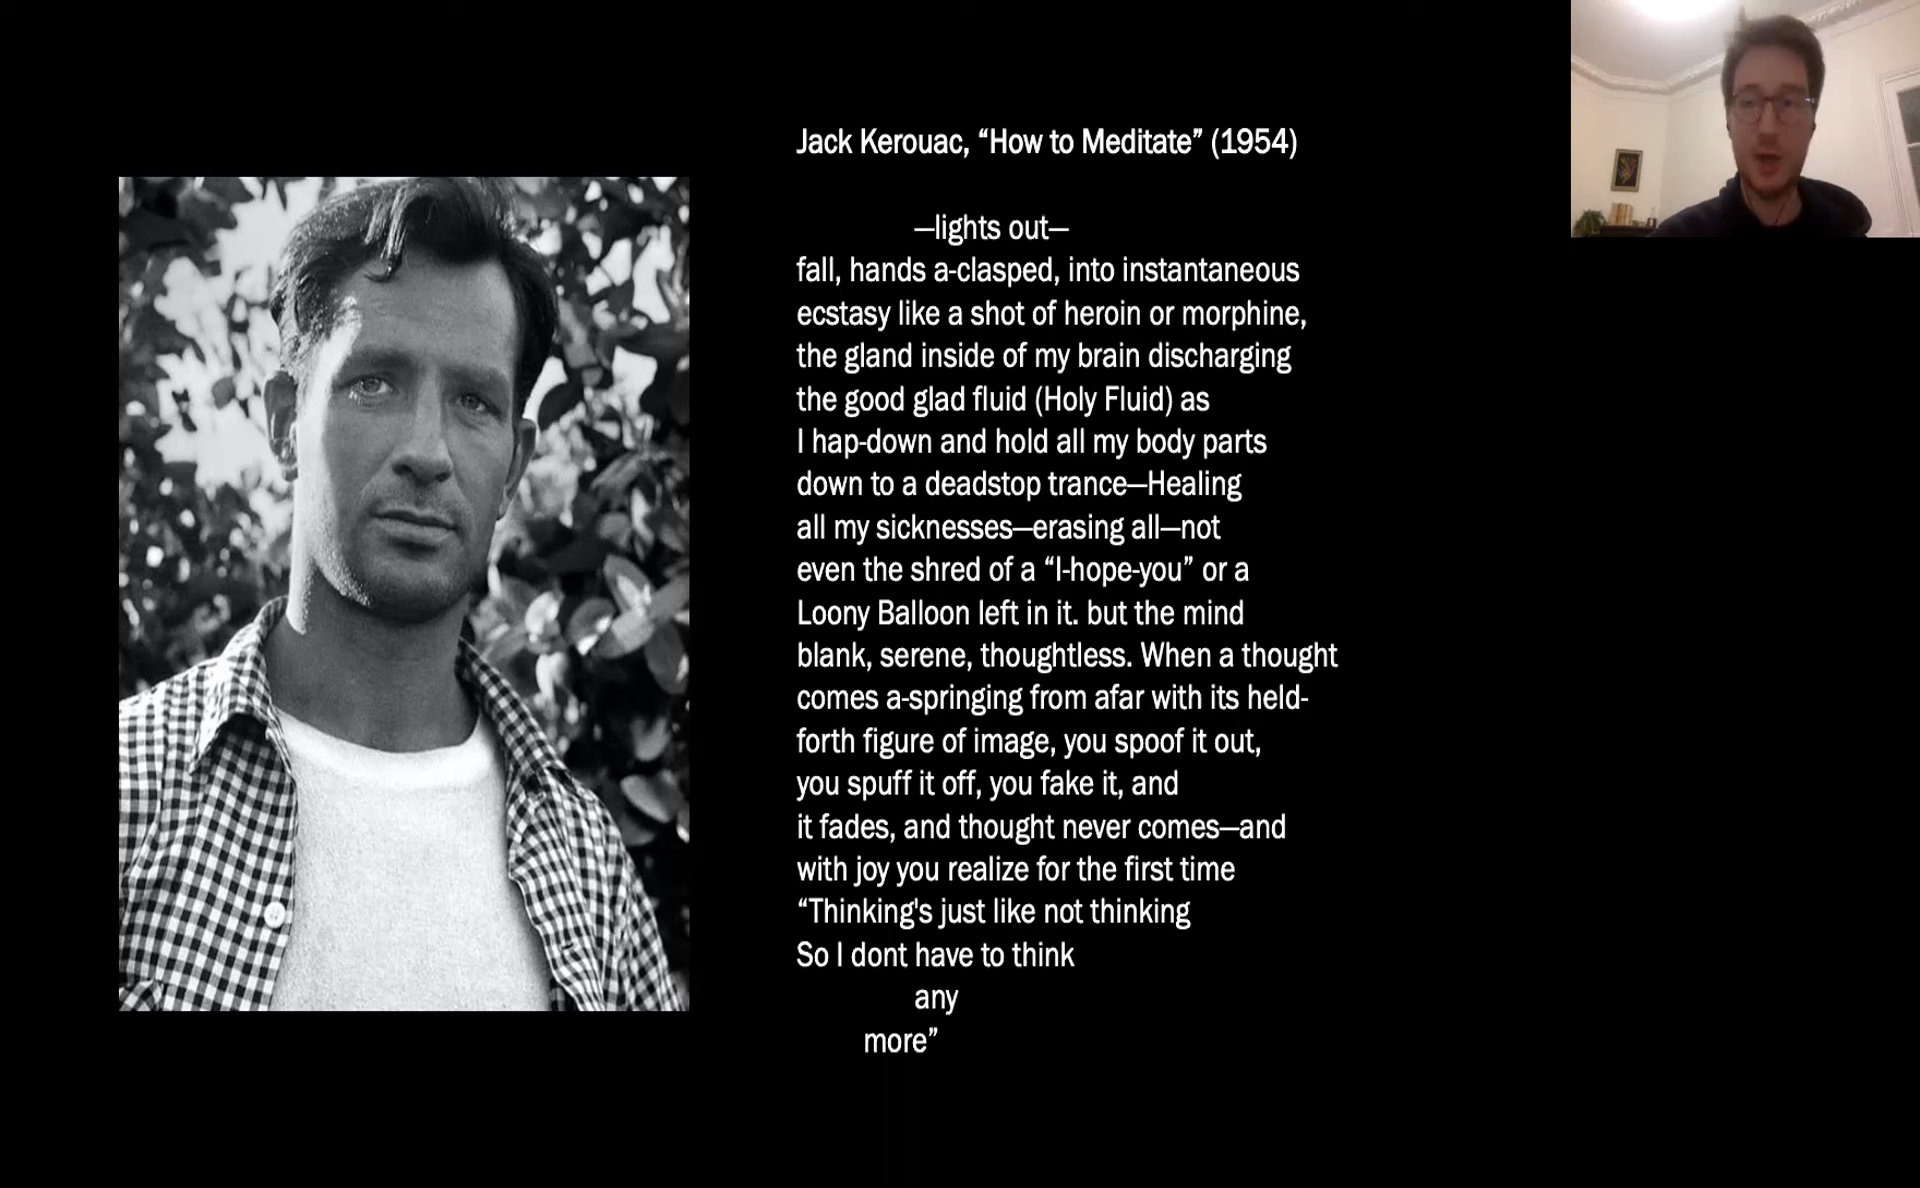 Jack Kerouac, “How to Meditate” (1954)
—lights out—
fall, hands a-clasped, into instantaneous
ecstasy like a shot of heroin or morphine,
the gland inside of my brain discharging
the good glad fluid (Holy Fluid) as
I hap-down and hold all my body parts
down to a deadstop trance—Healing
all my sicknesses—erasing all—not
even the shred of a “I-hope-you” or a
Loony Balloon left in it. but the mind
blank, serene, thoughtless. When a thought
comes a-springing from afar with its held-
forth figure of image, you spoof it out,
you spuff it off, you fake it, and
it fades, and thought never comes—and
with joy you realize for the first time
“Thinking's just like not thinking
So I dont have to think
any
more”